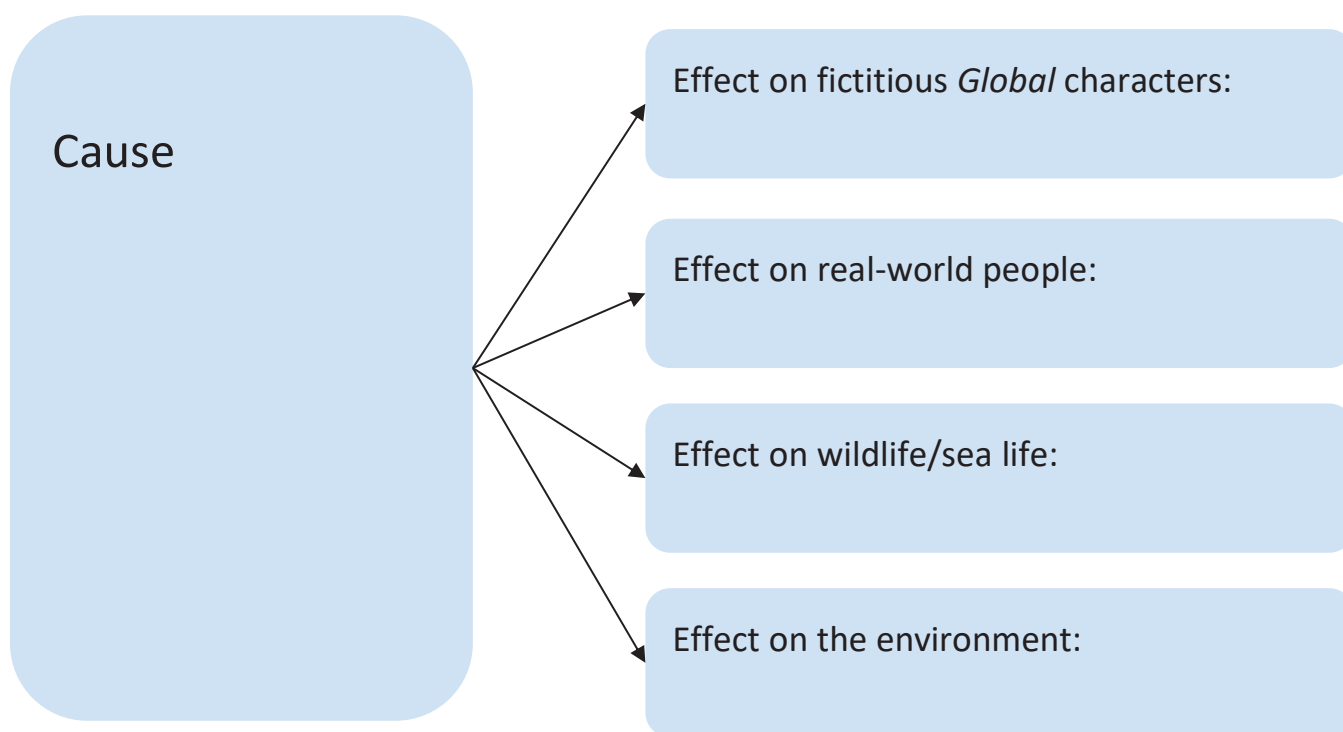 Cause
Effect on fictitious Global characters:
Effect on real-world people:
Effect on wildlife/sea life:
Effect on the environment: